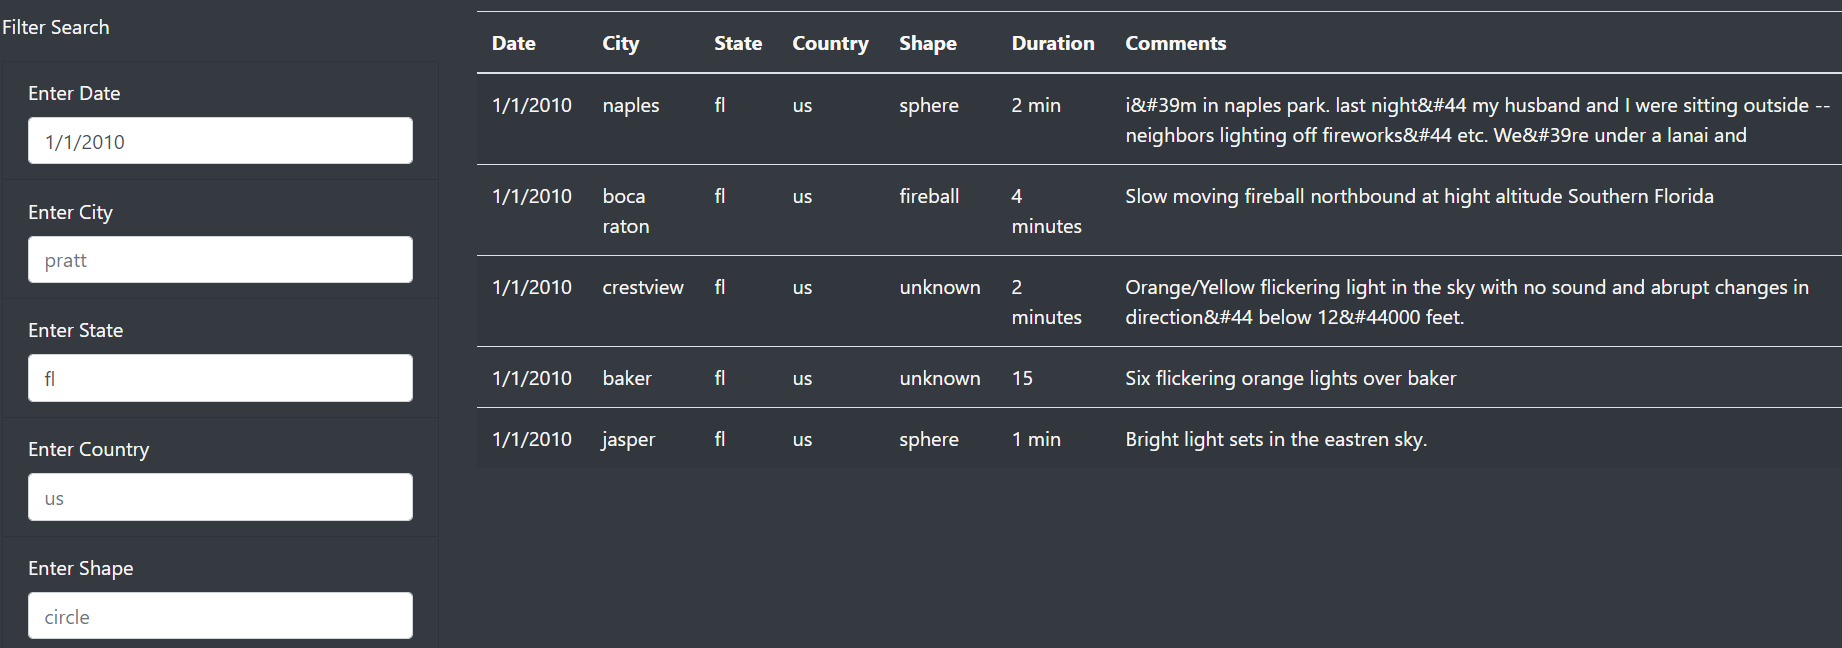 Filter Search
Enter Date
1/1/2010
Enter City
pratt
Enter State
fl
Enter Country
us
Enter Shape
circle
Date City State Country Shape Duration Comments
1/1/2010 naples fl us sphere 2 min i&#39m in naples park. last night&#44 my husband and I were sitting outside --
neighbors lighting off fireworks&#44 etc. We&#39re under a lanai and
1/1/2010 boca fl us fireball 4 Slow moving fireball northbound at hight altitude Southern Florida
raton minutes
1/1/2010 crestview fl us unknown 2 Orange/Yellow flickering light in the sky with no sound and abrupt changes in
minutes direction&#44 below 12&#44000 feet.
1/1/2010 baker fl us unknown 15 Six flickering orange lights over baker
1/1/2010 jasper fl us sphere 1 min Bright light sets in the eastren sky.